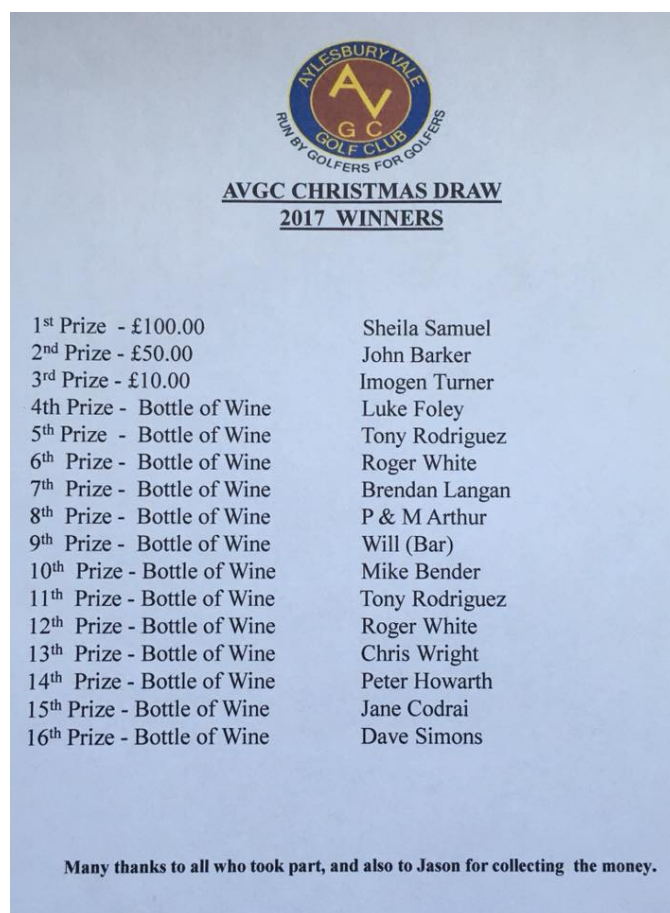 AYLESBURY VALE
AV
GC
GOLF CLUB
RUN BY GOLFERS FOR GOLFERS
AVGC CHRISTMAS DRAW
2017 WINNERS
1st Prize - £100.00 Sheila Samuel
2nd Prize - £50.00 John Barker
3rd Prize - £10.00 Imogen Turner
4th Prize - Bottle of Wine Luke Foley
5th Prize - Bottle of Wine Tony Rodriguez
6th Prize - Bottle of Wine Roger White
7th Prize - Bottle of Wine Brendan Langan
8th Prize - Bottle of Wine P & M Arthur
9th Prize - Bottle of Wine Will (Bar)
10th Prize - Bottle of Wine Mike Bender
11th Prize - Bottle of Wine Tony Rodriguez
12th Prize - Bottle of Wine Roger White
13th Prize - Bottle of Wine Chris Wright
14th Prize - Bottle of Wine Peter Howarth
15th Prize - Bottle of Wine Jane Codrai
16th Prize - Bottle of Wine Dave Simons
Many thanks to all who took part, and also to Jason for collecting the money.